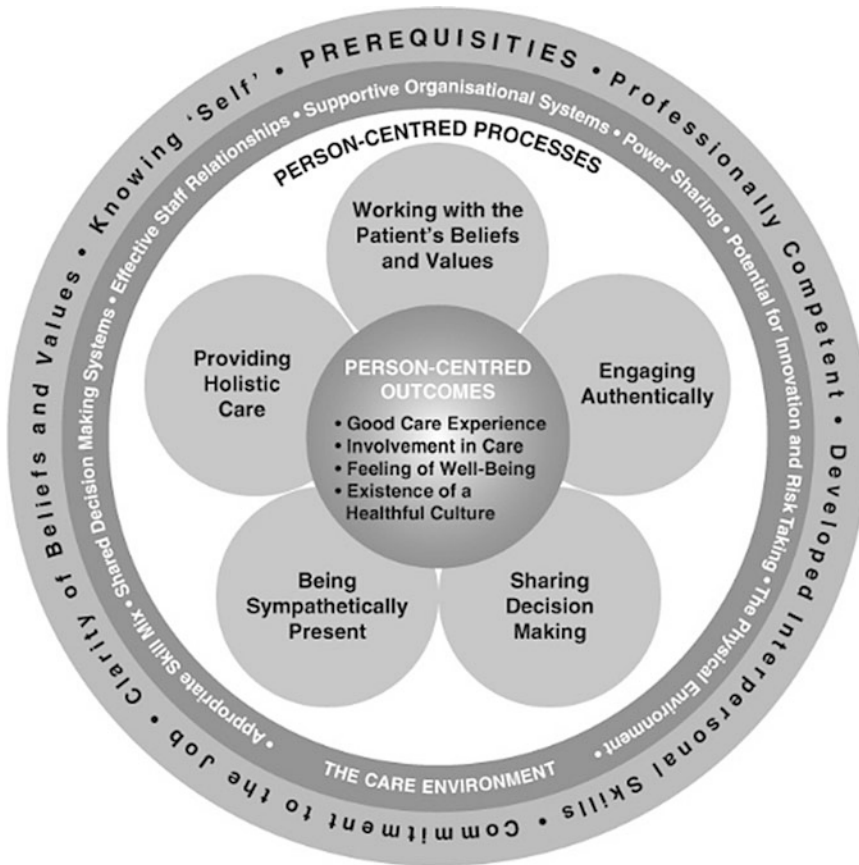 PREREQUISITIES • Professionally Competent • Developed Interpersonal Skills • Commitment to the Job • Clarity of Beliefs and Values • Knowing 'Self' •
• Appropriate Skill Mix • Shared Decision Making Systems • Effective Staff Relationships • Supportive Organisational Systems • Power Sharing • Potential for Innovation and Risk Taking • The Physical Environment •
THE CARE ENVIRONMENT
PERSON-CENTRED PROCESSES
Working with the
Patient's Beliefs
and Values
Providing
Holistic
Care
Engaging
Authentically
PERSON-CENTRED
OUTCOMES
• Good Care Experience
• Involvement in Care
• Feeling of Well-Being
• Existence of a
Healthful Culture
Being
Sympathetically
Present
Sharing
Decision
Making